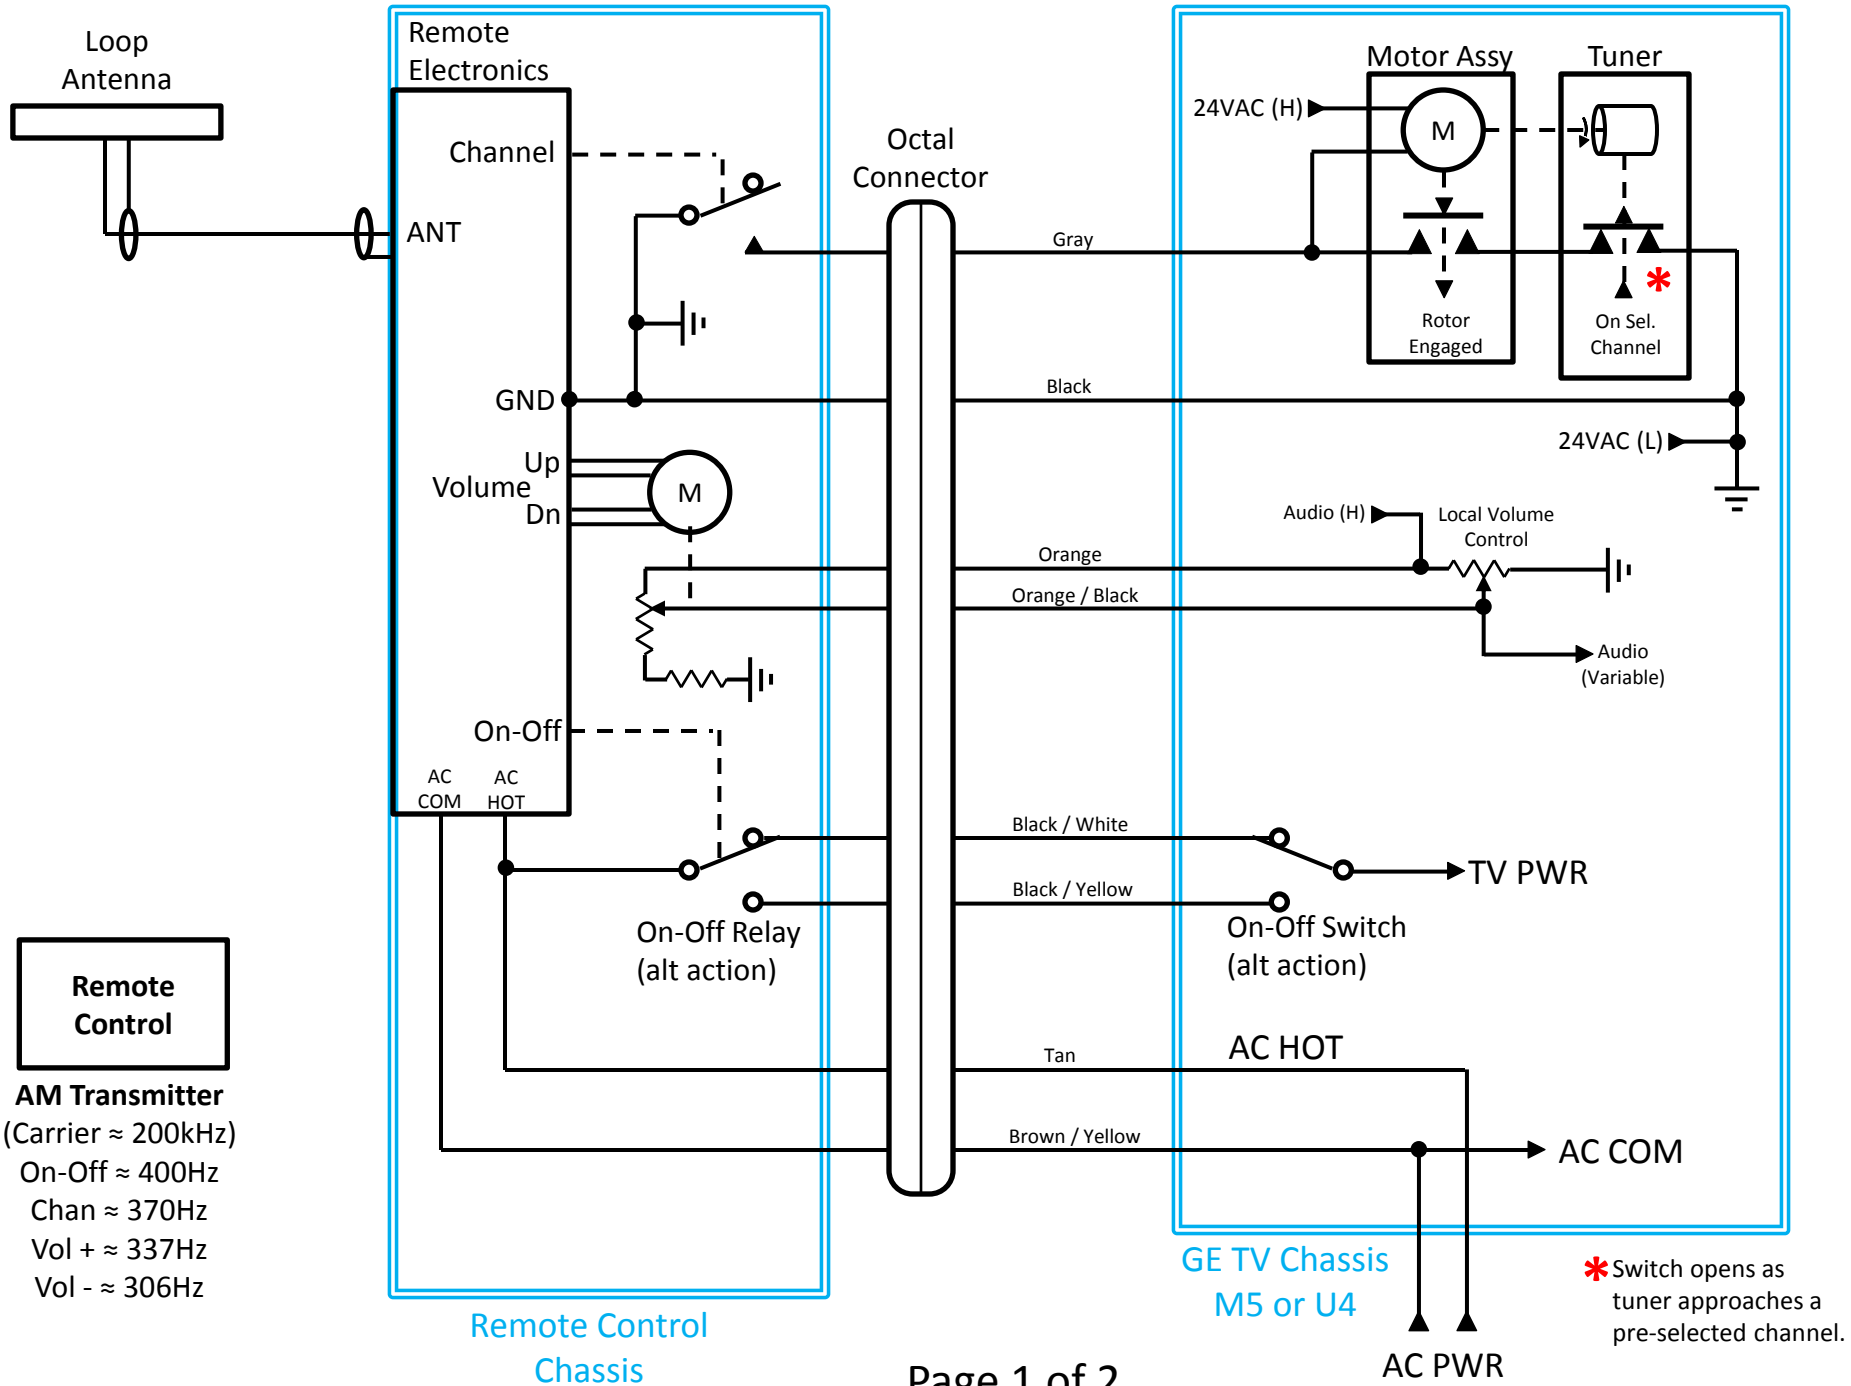 Loop
Antenna
Remote
Electronics
Channel
ANT
GND
Up
Volume
Dn
On-Off
AC
COM
AC
HOT
On-Off Relay
(alt action)
Remote Control
Chassis
Remote
Control
AM Transmitter
(Carrier ≈ 200kHz)
On-Off ≈ 400Hz
Chan ≈ 370Hz
Vol + ≈ 337Hz
Vol - ≈ 306Hz
M
Octal
Connector
Gray
Black
Orange
Orange / Black
Black / White
Black / Yellow
Tan
Brown / Yellow
Motor Assy
Tuner
24VAC (H)
M
Rotor
Engaged
*
On Sel.
Channel
24VAC (L)
Audio (H)
Local Volume
Control
Audio
(Variable)
TV PWR
On-Off Switch
(alt action)
AC HOT
AC COM
GE TV Chassis
M5 or U4
AC PWR
* Switch opens as
tuner approaches a
pre-selected channel.
Page 1 of 2